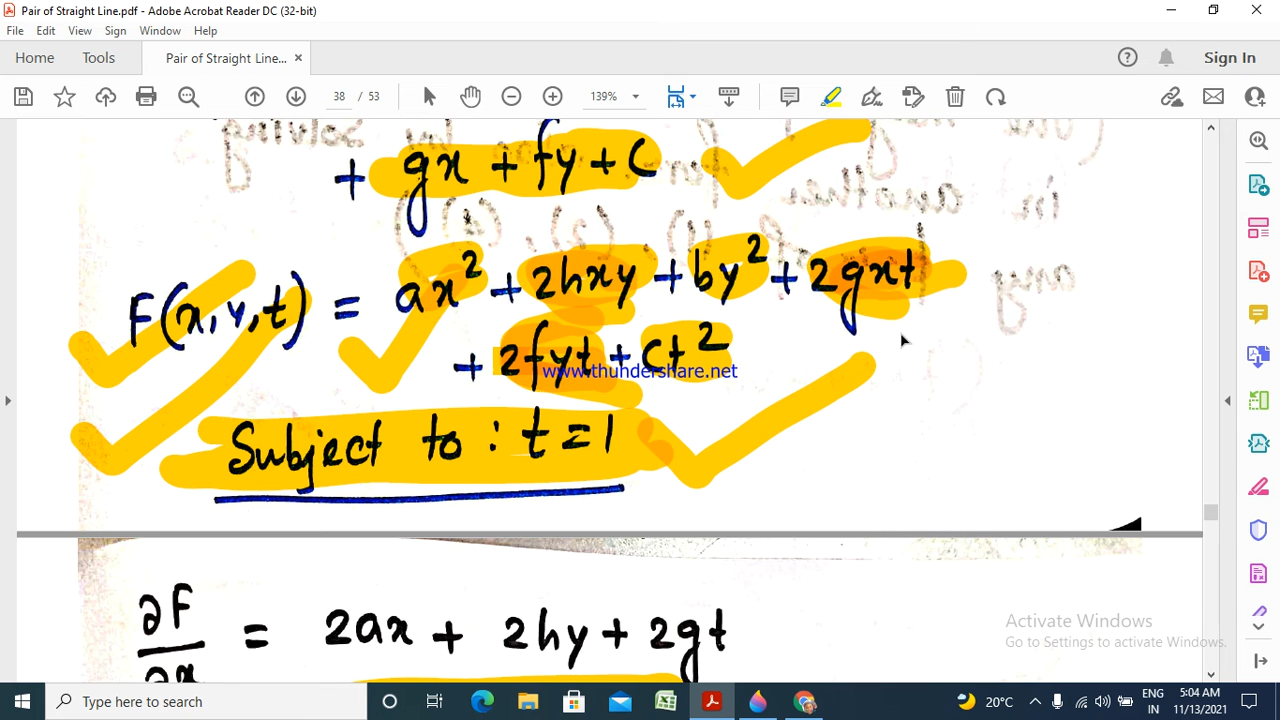 Pair of Straight Line.pdf - Adobe Acrobat Reader DC (32-bit)
File Edit View Sign Window Help
Home Tools Pair of Straight Line... × Sign In
38 / 53 139%
+ gx + fy + c
F(x,y,t) = ax² + 2hxy + by² + 2gxt
+ 2fyt + ct²
www.thundershare.net
Subject to : t=1
∂F/∂x = 2ax + 2hy + 2gt
Activate Windows
Go to Settings to activate Windows.
Type here to search
20°C ENG IN 5:04 AM 11/13/2021